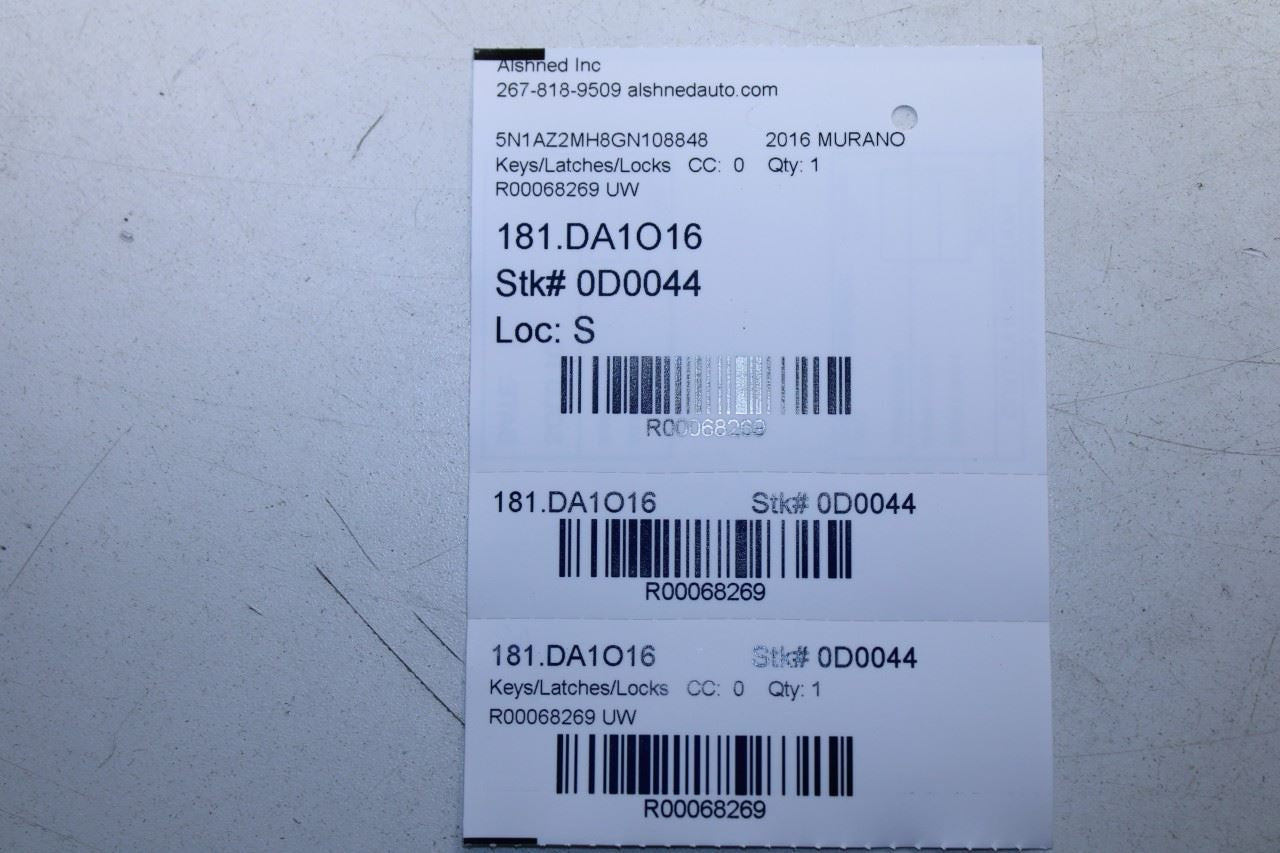 Alshned Inc
267-818-9509 alshnedauto.com
5N1AZ2MH8GN108848 2016 MURANO
Keys/Latches/Locks CC: 0 Qty: 1
R00068269 UW
181.DA1O16
Stk# 0D0044
Loc: S
R00068269
181.DA1O16 Stk# 0D0044
R00068269
181.DA1O16 Stk# 0D0044
Keys/Latches/Locks CC: 0 Qty: 1
R00068269 UW
R00068269